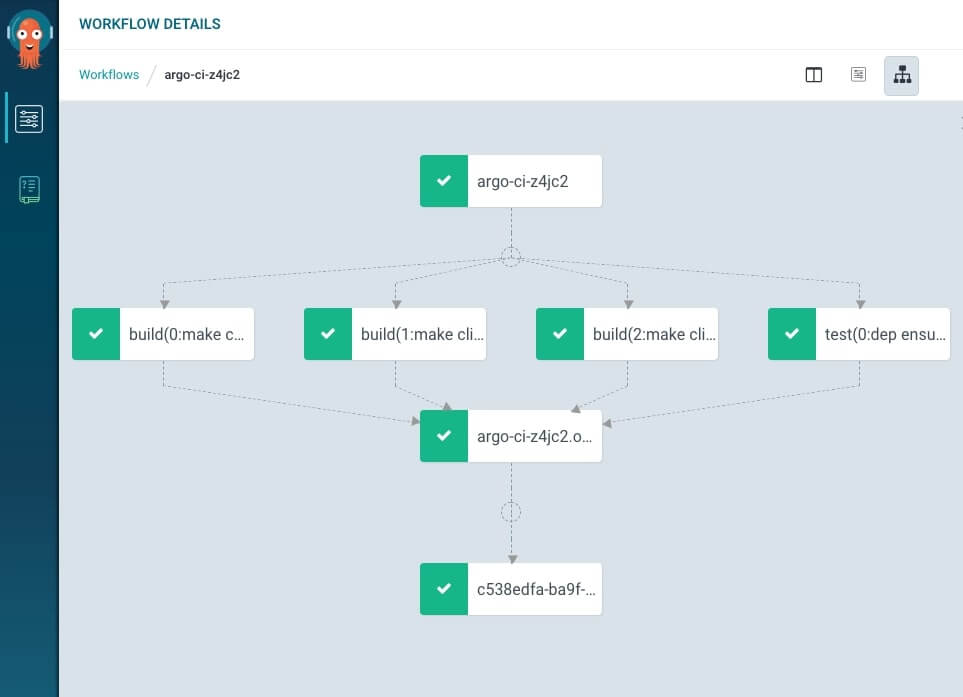 WORKFLOW DETAILS
Workflows / argo-ci-z4jc2
argo-ci-z4jc2
build(0:make c...
build(1:make cli...
build(2:make cli...
test(0:dep ensu...
argo-ci-z4jc2.o...
c538edfa-ba9f-...